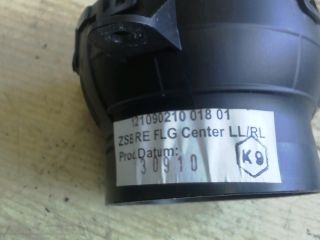 121090210 018 01
ZSB RE FLG Center LL/RL
Prod.Datum:
30910
K9